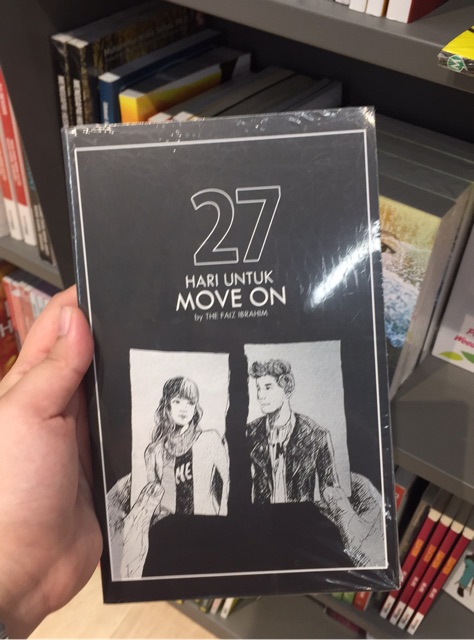 27
HARI UNTUK
MOVE ON
by THE FAIZ IBRAHIM
ME